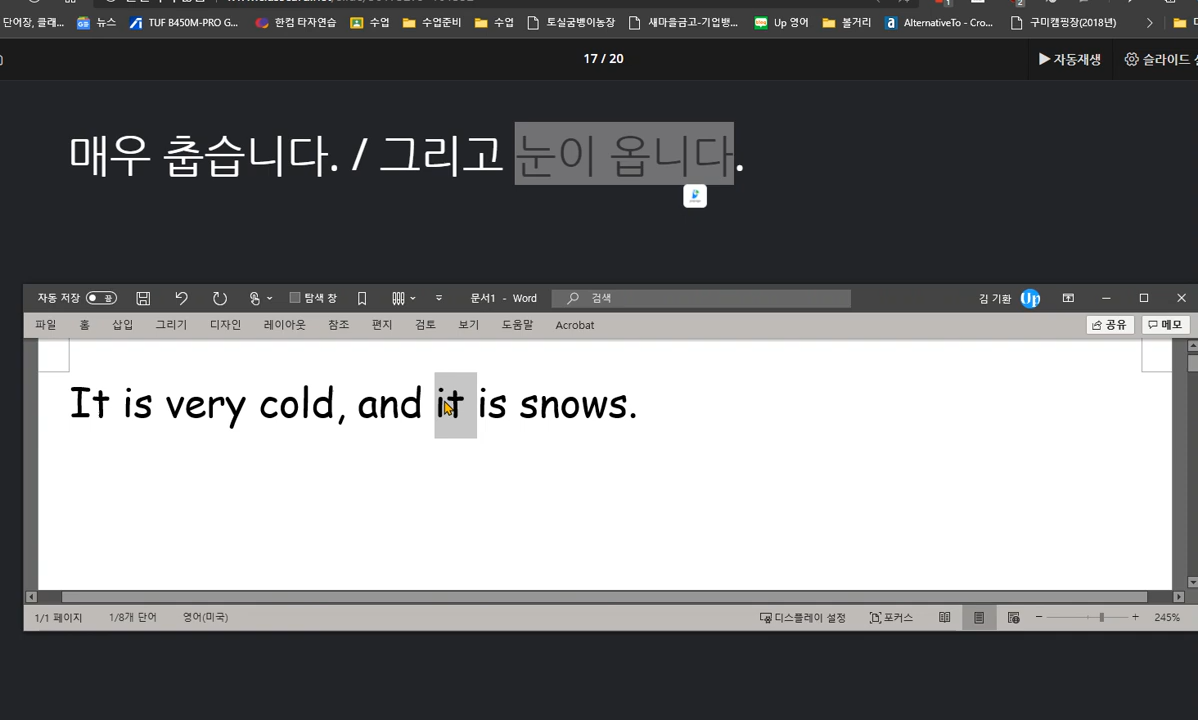 단어장, 클래... 뉴스 TUF B450M-PRO G... 한컴 타자연습 수업 수업준비 수업 토실굼벵이농장 새마을금고-기업뱅... Up 영어 볼거리 AlternativeTo - Cro... 구미캠핑장(2018년)
17 / 20
자동재생 슬라이드
매우 춥습니다. / 그리고 눈이 옵니다.
자동 저장 끔 탐색 창 문서1 - Word 검색 김 기환 Up
파일 홈 삽입 그리기 디자인 레이아웃 참조 편지 검토 보기 도움말 Acrobat 공유 메모
It is very cold, and it is snows.
1/1 페이지 1/8개 단어 영어(미국) 디스플레이 설정 포커스 245%